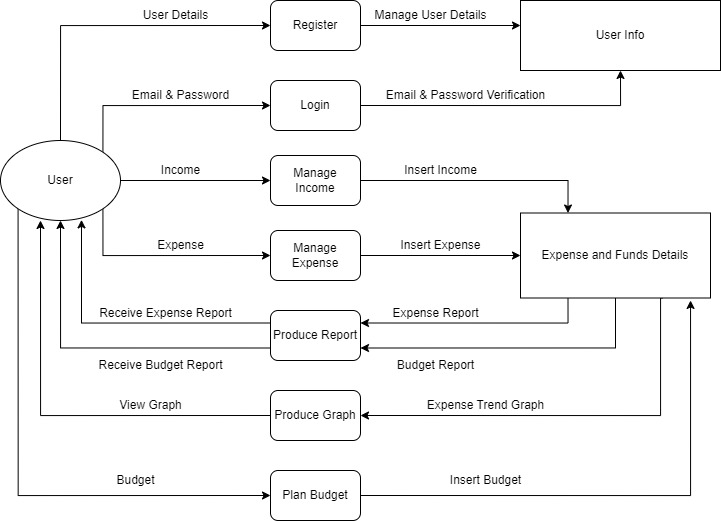 User Details
Register
Manage User Details
User Info
Email & Password
Login
Email & Password Verification
User
Income
Manage
Income
Insert Income
Expense
Manage
Expense
Insert Expense
Expense and Funds Details
Receive Expense Report
Produce Report
Expense Report
Receive Budget Report
Budget Report
View Graph
Produce Graph
Expense Trend Graph
Budget
Plan Budget
Insert Budget